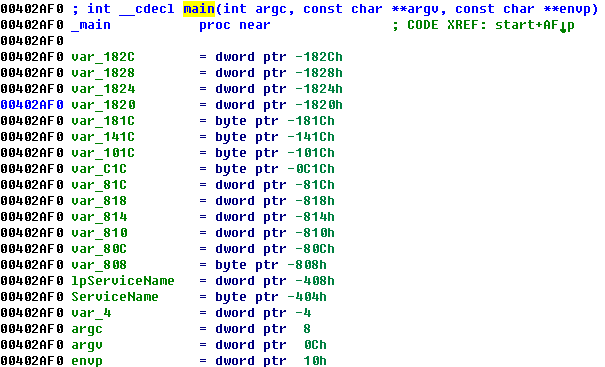 00402AF0 ; int __cdecl main(int argc, const char **argv, const char **envp)
00402AF0 _main           proc near               ; CODE XREF: start+AF↓p
00402AF0
00402AF0 var_182C        = dword ptr -182Ch
00402AF0 var_1828        = dword ptr -1828h
00402AF0 var_1824        = dword ptr -1824h
00402AF0 var_1820        = dword ptr -1820h
00402AF0 var_181C        = byte ptr -181Ch
00402AF0 var_141C        = byte ptr -141Ch
00402AF0 var_101C        = byte ptr -101Ch
00402AF0 var_C1C         = byte ptr -0C1Ch
00402AF0 var_81C         = dword ptr -81Ch
00402AF0 var_818         = dword ptr -818h
00402AF0 var_814         = dword ptr -814h
00402AF0 var_810         = dword ptr -810h
00402AF0 var_80C         = dword ptr -80Ch
00402AF0 var_808         = byte ptr -808h
00402AF0 lpServiceName   = dword ptr -408h
00402AF0 ServiceName     = byte ptr -404h
00402AF0 var_4           = dword ptr -4
00402AF0 argc            = dword ptr  8
00402AF0 argv            = dword ptr  0Ch
00402AF0 envp            = dword ptr  10h